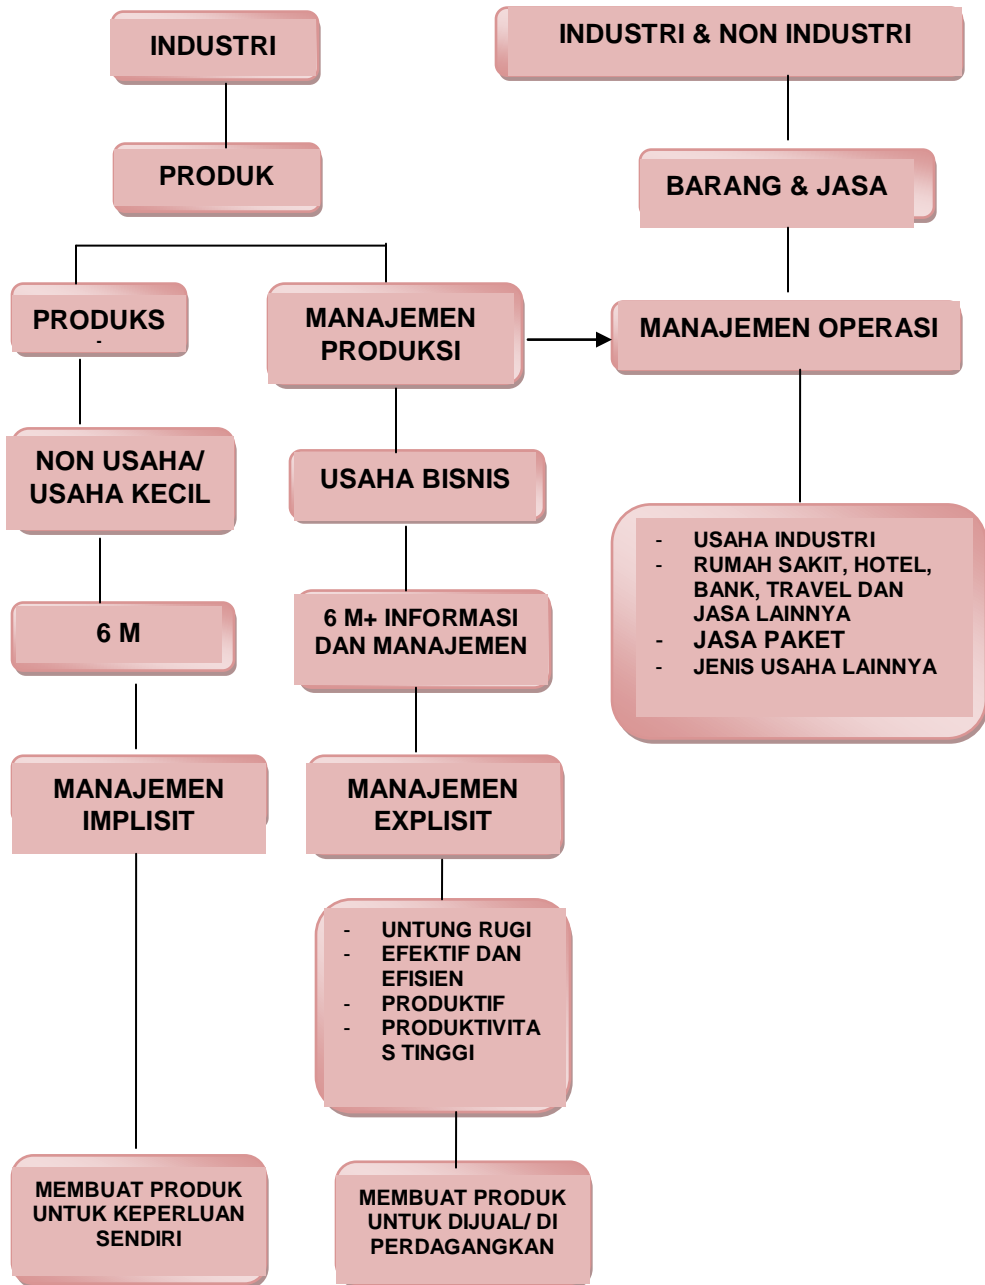 INDUSTRI
INDUSTRI & NON INDUSTRI
PRODUK
BARANG & JASA
PRODUKS
MANAJEMEN
PRODUKSI
MANAJEMEN OPERASI
NON USAHA/
USAHA KECIL
USAHA BISNIS
- USAHA INDUSTRI
- RUMAH SAKIT, HOTEL,
BANK, TRAVEL DAN
JASA LAINNYA
- JASA PAKET
- JENIS USAHA LAINNYA
6 M
6 M+ INFORMASI
DAN MANAJEMEN
MANAJEMEN
IMPLISIT
MANAJEMEN
EXPLISIT
- UNTUNG RUGI
- EFEKTIF DAN
EFISIEN
- PRODUKTIF
- PRODUKTIVITA
S TINGGI
MEMBUAT PRODUK
UNTUK KEPERLUAN
SENDIRI
MEMBUAT PRODUK
UNTUK DIJUAL/ DI
PERDAGANGKAN